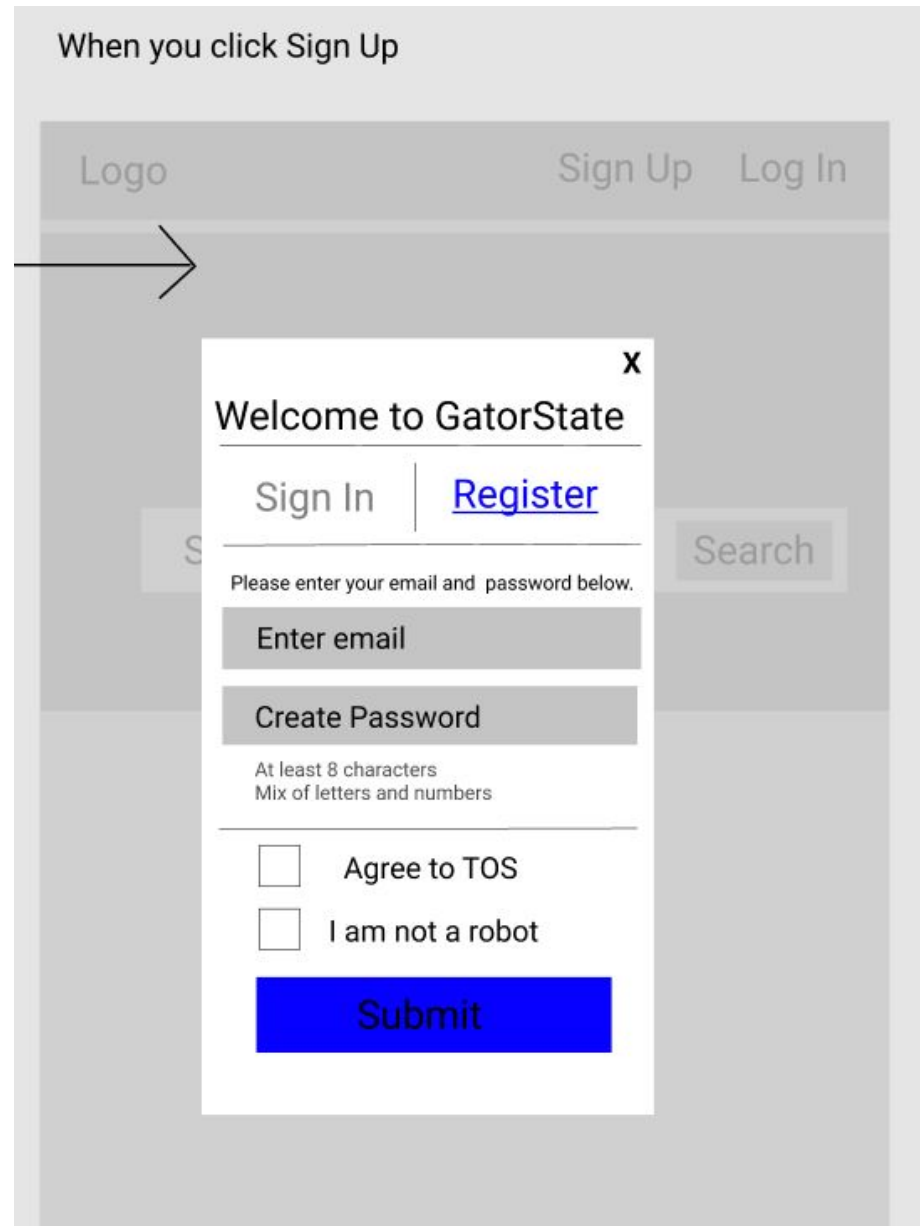 When you click Sign Up
Logo Sign Up Log In
X
Welcome to GatorState
Sign In Register
S Search
Please enter your email and password below.
Enter email
Create Password
At least 8 characters
Mix of letters and numbers
Agree to TOS
I am not a robot
Submit